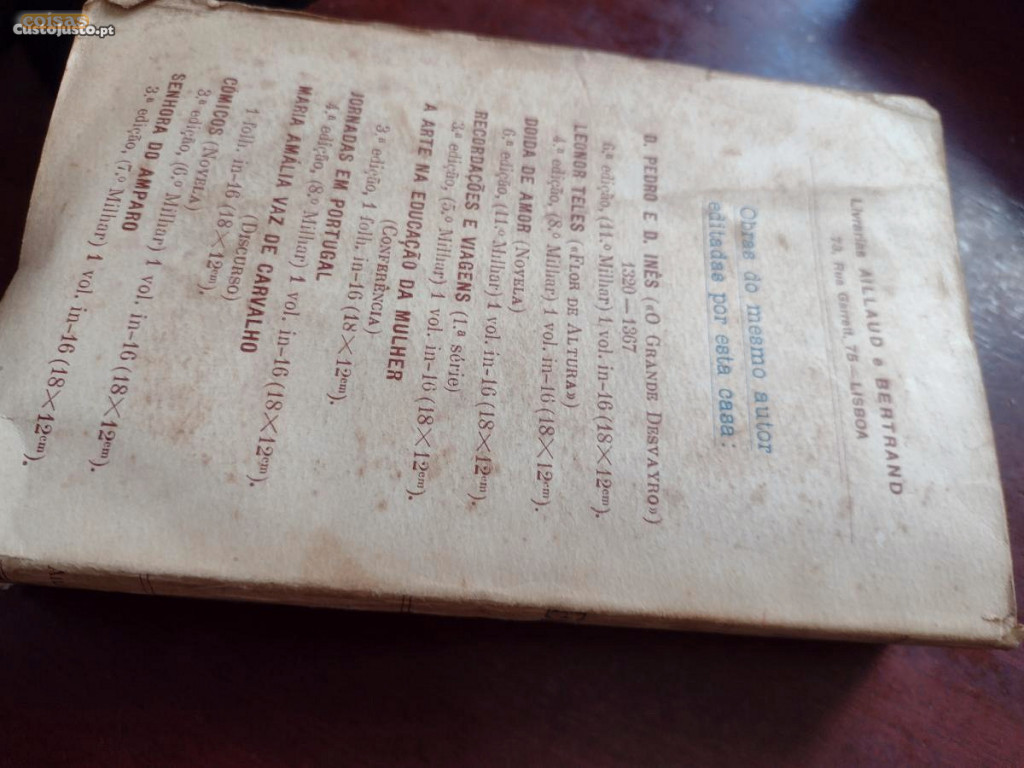 coisas
CustoJusto.pt
Livrarias AILLAUD e BERTRAND
73, Rua Garrett, 75 — LISBOA
Obras do mesmo autor
editadas por esta casa:
D. PEDRO E D. INÊS («O GRANDE DESVAYRO»)
1320—1367
6.ª edição, (11.º Milhar) 1 vol. in-16 (18×12cm).
LEONOR TELES («FLOR DE ALTURA»)
4.ª edição, (8.º Milhar) 1 vol. in-16 (18×12cm).
DOIDA DE AMOR (NOVELA)
6.ª edição, (11.º Milhar) 1 vol. in-16 (18×12cm).
RECORDAÇÕES E VIAGENS (1.ª série)
3.ª edição, (5.º Milhar) 1 vol. in-16 (18×12cm).
A ARTE NA EDUCAÇÃO DA MULHER
(CONFERÊNCIA)
3.ª edição, 1 foll. in-16 (18×12cm).
JORNADAS EM PORTUGAL
4.ª edição, (8.º Milhar) 1 vol. in-16 (18×12cm).
MARIA AMÁLIA VAZ DE CARVALHO
(DISCURSO)
1 foll. in-16 (18×12cm).
CÓMICOS (NOVELA)
3.ª edição, (6.º Milhar) 1 vol. in-16 (18×12cm).
SENHORA DO AMPARO
3.ª edição, (7.º Milhar) 1 vol. in-16 (18×12cm).